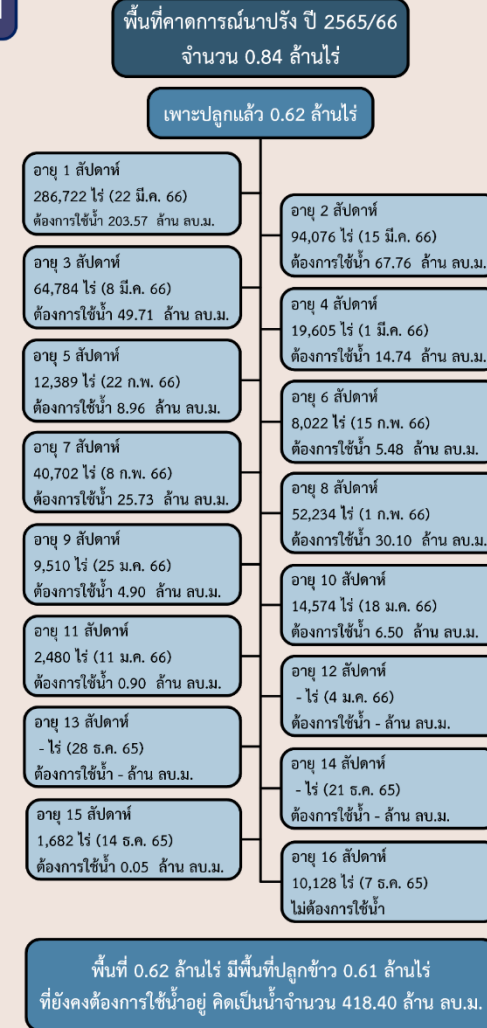 พื้นที่คาดการณ์นาปรัง ปี 2565/66
จำนวน 0.84 ล้านไร่
เพาะปลูกแล้ว 0.62 ล้านไร่
อายุ 1 สัปดาห์
286,722 ไร่ (22 มี.ค. 66)
ต้องการใช้น้ำ 203.57 ล้าน ลบ.ม.
อายุ 2 สัปดาห์
94,076 ไร่ (15 มี.ค. 66)
ต้องการใช้น้ำ 67.76 ล้าน ลบ.ม.
อายุ 3 สัปดาห์
64,784 ไร่ (8 มี.ค. 66)
ต้องการใช้น้ำ 49.71 ล้าน ลบ.ม.
อายุ 4 สัปดาห์
19,605 ไร่ (1 มี.ค. 66)
ต้องการใช้น้ำ 14.74 ล้าน ลบ.ม.
อายุ 5 สัปดาห์
12,389 ไร่ (22 ก.พ. 66)
ต้องการใช้น้ำ 8.96 ล้าน ลบ.ม.
อายุ 6 สัปดาห์
8,022 ไร่ (15 ก.พ. 66)
ต้องการใช้น้ำ 5.48 ล้าน ลบ.ม.
อายุ 7 สัปดาห์
40,702 ไร่ (8 ก.พ. 66)
ต้องการใช้น้ำ 25.73 ล้าน ลบ.ม.
อายุ 8 สัปดาห์
52,234 ไร่ (1 ก.พ. 66)
ต้องการใช้น้ำ 30.10 ล้าน ลบ.ม.
อายุ 9 สัปดาห์
9,510 ไร่ (25 ม.ค. 66)
ต้องการใช้น้ำ 4.90 ล้าน ลบ.ม.
อายุ 10 สัปดาห์
14,574 ไร่ (18 ม.ค. 66)
ต้องการใช้น้ำ 6.50 ล้าน ลบ.ม.
อายุ 11 สัปดาห์
2,480 ไร่ (11 ม.ค. 66)
ต้องการใช้น้ำ 0.90 ล้าน ลบ.ม.
อายุ 12 สัปดาห์
- ไร่ (4 ม.ค. 66)
ต้องการใช้น้ำ - ล้าน ลบ.ม.
อายุ 13 สัปดาห์
- ไร่ (28 ธ.ค. 65)
ต้องการใช้น้ำ - ล้าน ลบ.ม.
อายุ 14 สัปดาห์
- ไร่ (21 ธ.ค. 65)
ต้องการใช้น้ำ - ล้าน ลบ.ม.
อายุ 15 สัปดาห์
1,682 ไร่ (14 ธ.ค. 65)
ต้องการใช้น้ำ 0.05 ล้าน ลบ.ม.
อายุ 16 สัปดาห์
10,128 ไร่ (7 ธ.ค. 65)
ไม่ต้องการใช้น้ำ
พื้นที่ 0.62 ล้านไร่ มีพื้นที่ปลูกข้าว 0.61 ล้านไร่
ที่ยังคงต้องการใช้น้ำอยู่ คิดเป็นน้ำจำนวน 418.40 ล้าน ลบ.ม.